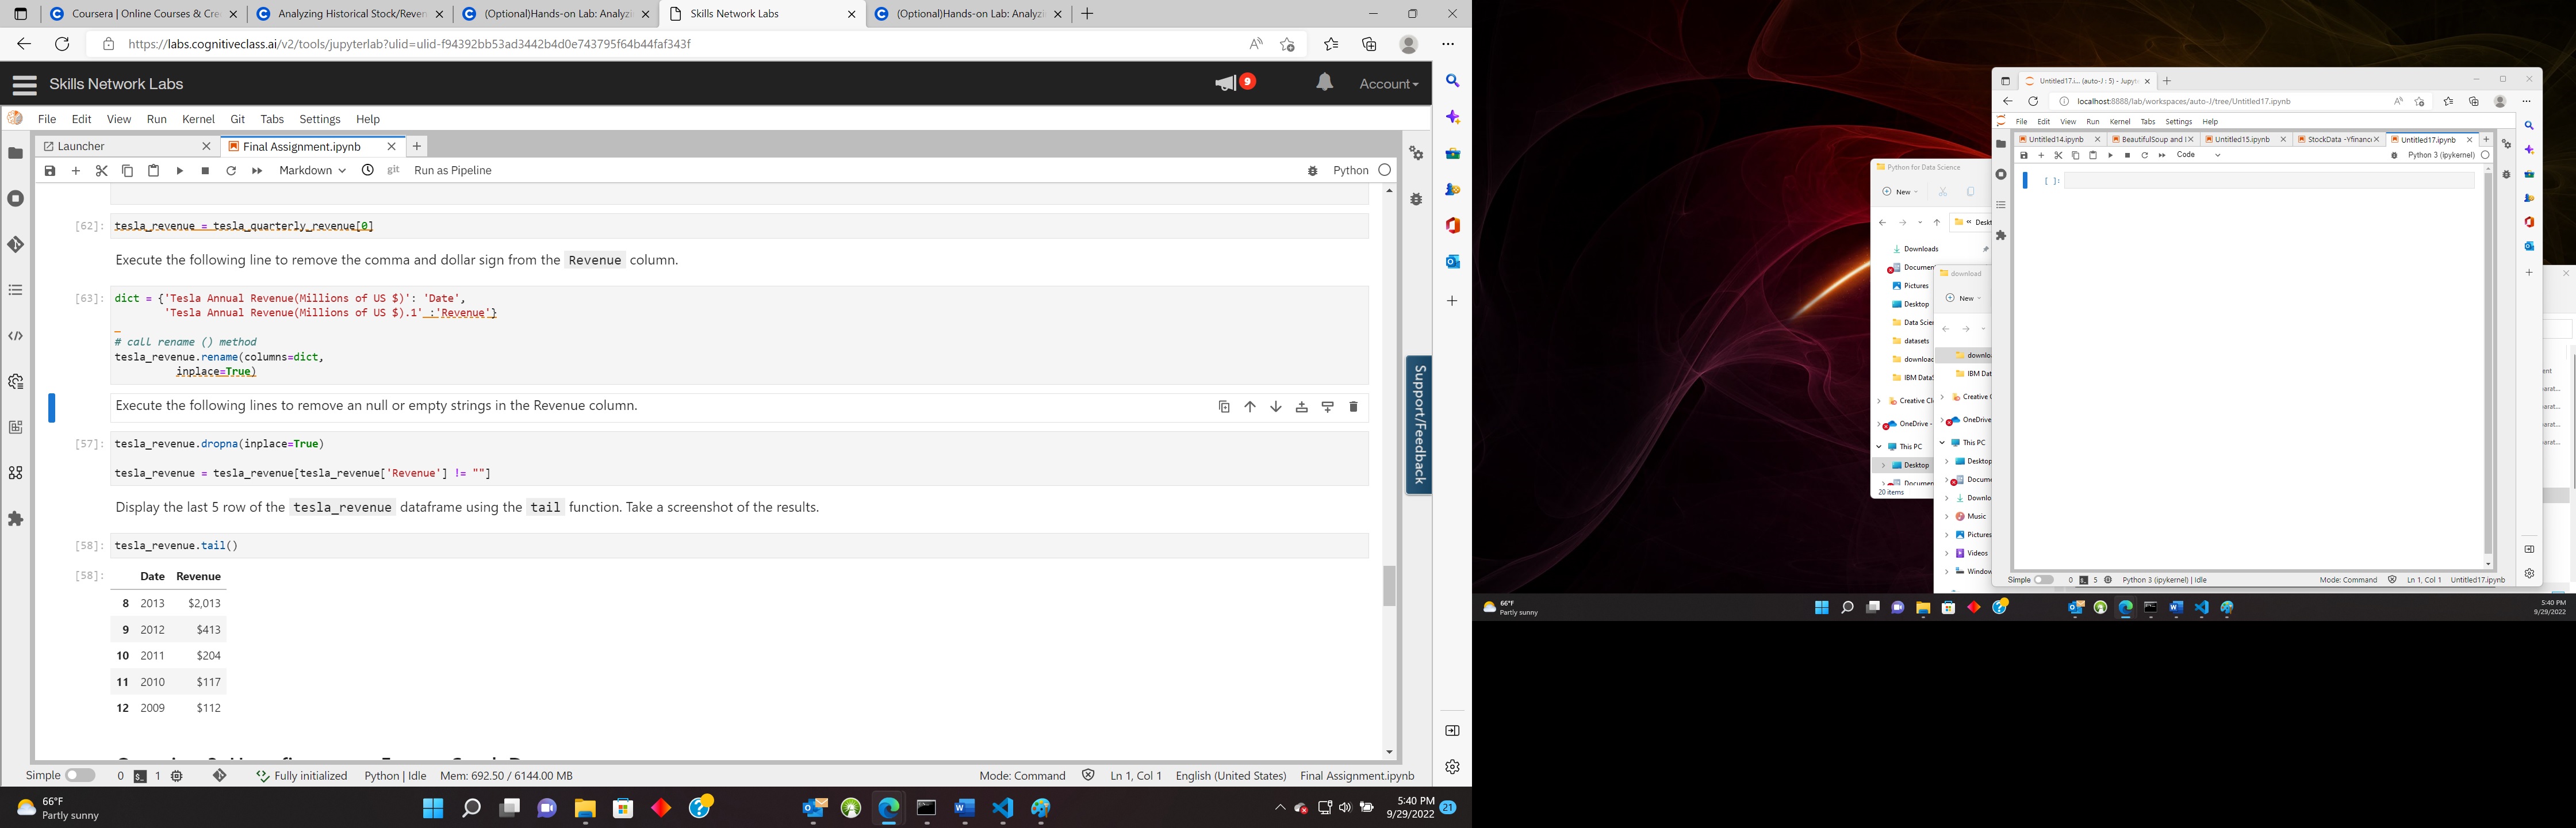 Coursera | Online Courses & Cre
Analyzing Historical Stock/Reven
(Optional)Hands-on Lab: Analyzi
Skills Network Labs
(Optional)Hands-on Lab: Analyzi
https://labs.cognitiveclass.ai/v2/tools/jupyterlab?ulid=ulid-f94392bb53ad3442b4d0e743795f64b44faf343f
Skills Network Labs
9
Account
File Edit View Run Kernel Git Tabs Settings Help
Launcher
Final Assignment.ipynb
Markdown
git
Run as Pipeline
Python
[62]:
tesla_revenue = tesla_quarterly_revenue[0]
Execute the following line to remove the comma and dollar sign from the Revenue column.
[63]:
dict = {'Tesla Annual Revenue(Millions of US $)': 'Date',
'Tesla Annual Revenue(Millions of US $).1' :'Revenue'}
# call rename () method
tesla_revenue.rename(columns=dict,
inplace=True)
Execute the following lines to remove an null or empty strings in the Revenue column.
[57]:
tesla_revenue.dropna(inplace=True)
tesla_revenue = tesla_revenue[tesla_revenue['Revenue'] != ""]
Display the last 5 row of the tesla_revenue dataframe using the tail function. Take a screenshot of the results.
[58]:
tesla_revenue.tail()
[58]:
Date Revenue
8 2013 $2,013
9 2012 $413
10 2011 $204
11 2010 $117
12 2009 $112
Support/Feedback
Simple 0 1 Fully initialized Python | Idle Mem: 692.50 / 6144.00 MB
Mode: Command Ln 1, Col 1 English (United States) Final Assignment.ipynb
66°F
Partly sunny
5:40 PM
9/29/2022
21
Python for Data Science
New
Desk
Downloads
Documen
Pictures
Desktop
Data Scien
datasets
download
IBM Data
Creative Cl
OneDrive -
This PC
Desktop
Documen
20 items
download
New
downloa
IBM Dat
Creative C
OneDrive
This PC
Desktop
Docume
Downlo
Music
Pictures
Videos
Window
Untitled17.i... (auto-J : 5) - Jupyte
localhost:8888/lab/workspaces/auto-J/tree/Untitled17.ipynb
File Edit View Run Kernel Tabs Settings Help
Untitled14.ipynb
BeautifulSoup and
Untitled15.ipynb
StockData -Yfinance
Untitled17.ipynb
Code
Python 3 (ipykernel)
[ ]:
Simple 0 5 Python 3 (ipykernel) | Idle
Mode: Command Ln 1, Col 1 Untitled17.ipynb
66°F
Partly sunny
5:40 PM
9/29/2022